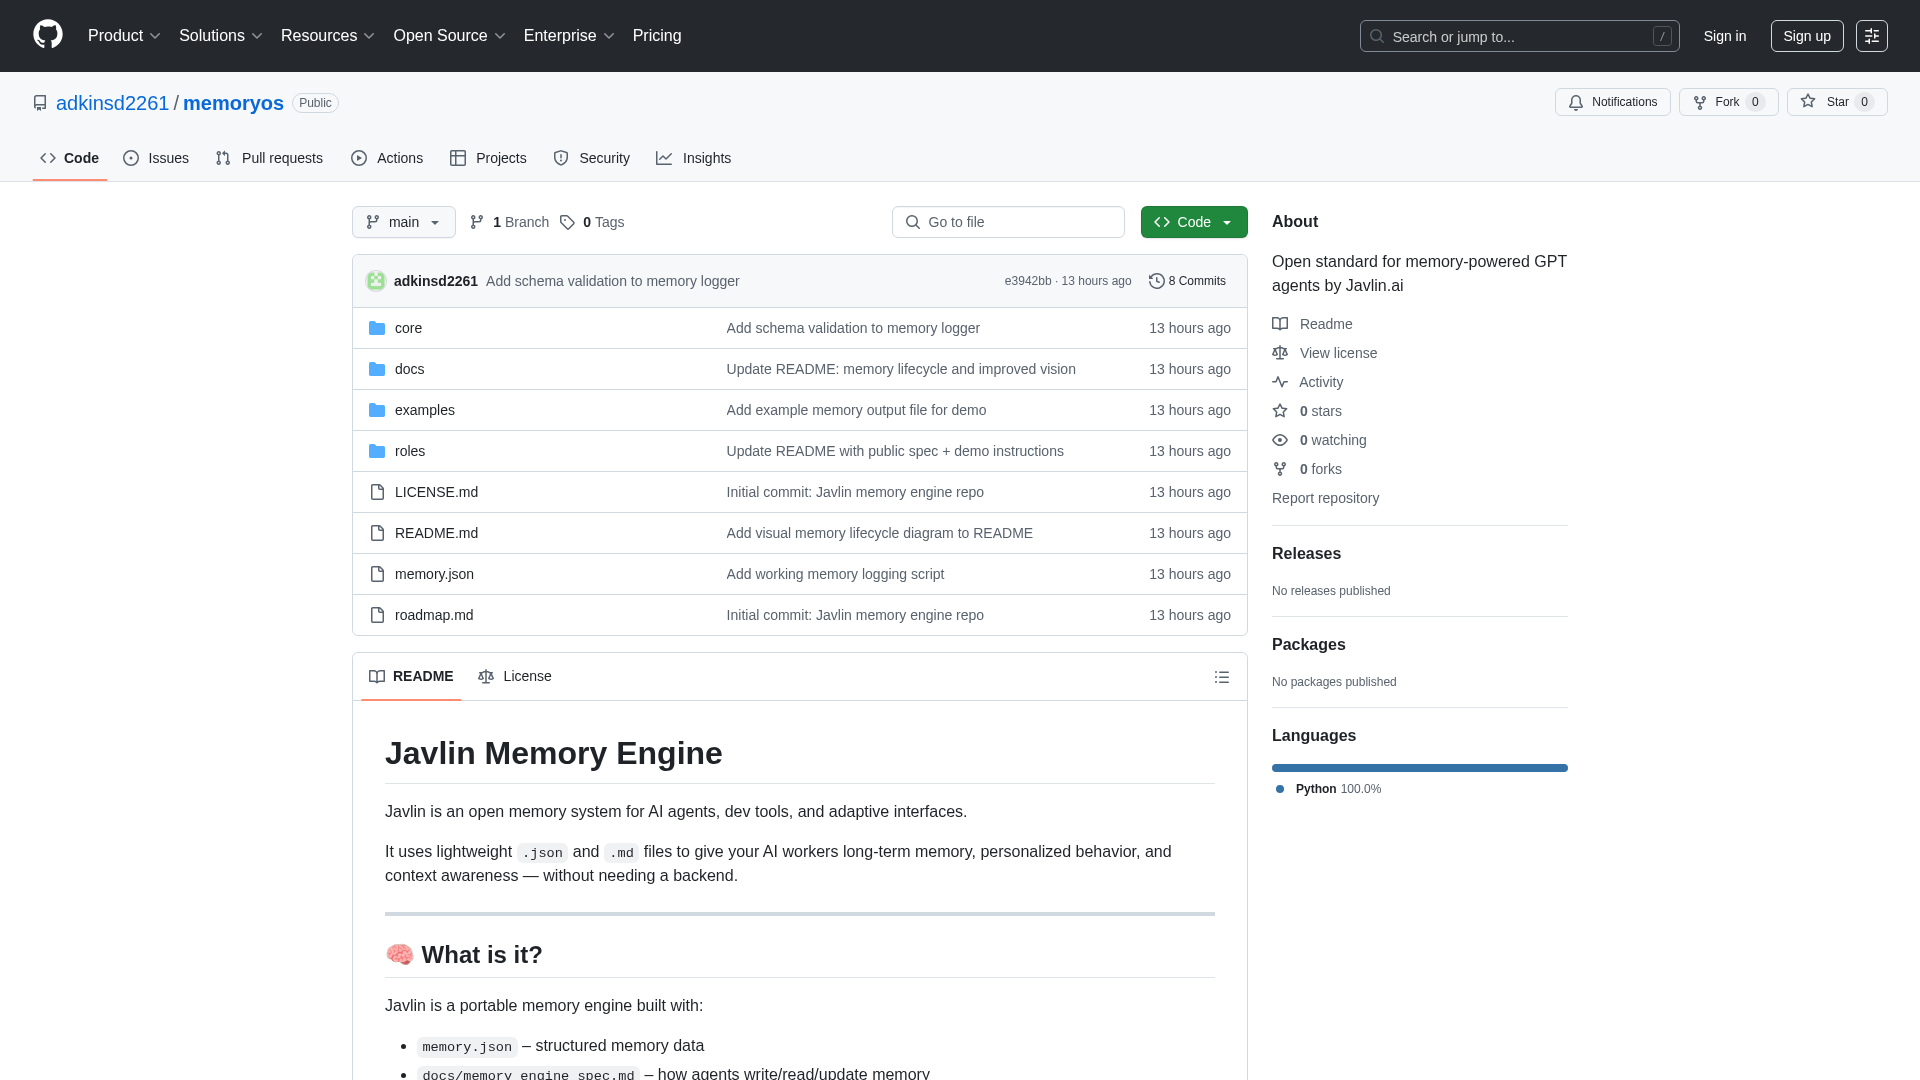 Product Solutions Resources Open Source Enterprise Pricing Search or jump to... / Sign in Sign up
adkinsd2261 / memoryos Public Notifications Fork 0 Star 0
Code Issues Pull requests Actions Projects Security Insights
main 1 Branch 0 Tags Go to file Code
adkinsd2261 Add schema validation to memory logger e3942bb · 13 hours ago 8 Commits
core Add schema validation to memory logger 13 hours ago
docs Update README: memory lifecycle and improved vision 13 hours ago
examples Add example memory output file for demo 13 hours ago
roles Update README with public spec + demo instructions 13 hours ago
LICENSE.md Initial commit: Javlin memory engine repo 13 hours ago
README.md Add visual memory lifecycle diagram to README 13 hours ago
memory.json Add working memory logging script 13 hours ago
roadmap.md Initial commit: Javlin memory engine repo 13 hours ago
README License
Javlin Memory Engine
Javlin is an open memory system for AI agents, dev tools, and adaptive interfaces.
It uses lightweight .json and .md files to give your AI workers long-term memory, personalized behavior, and
context awareness — without needing a backend.
🧠 What is it?
Javlin is a portable memory engine built with:
• memory.json – structured memory data
• docs/memory_engine_spec.md – how agents write/read/update memory
About
Open standard for memory-powered GPT
agents by Javlin.ai
Readme
View license
Activity
0 stars
0 watching
0 forks
Report repository
Releases
No releases published
Packages
No packages published
Languages
Python 100.0%